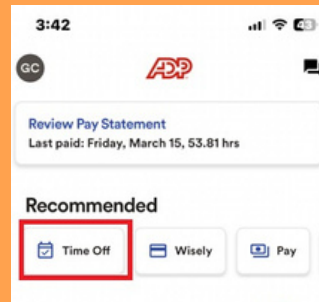 3:42
43
GC
ADP
Review Pay Statement
Last paid: Friday, March 15, 53.81 hrs
Recommended
Time Off
Wisely
Pay